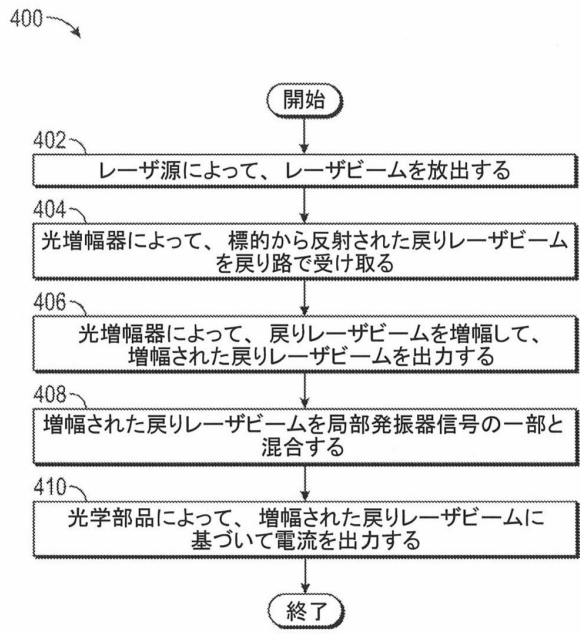 400
開始
402
レーザ源によって、レーザビームを放出する
404
光増幅器によって、標的から反射された戻りレーザビーム
を戻り路で受け取る
406
光増幅器によって、戻りレーザビームを増幅して、
増幅された戻りレーザビームを出力する
408
増幅された戻りレーザビームを局部発振器信号の一部と
混合する
410
光学部品によって、増幅された戻りレーザビームに
基づいて電流を出力する
終了